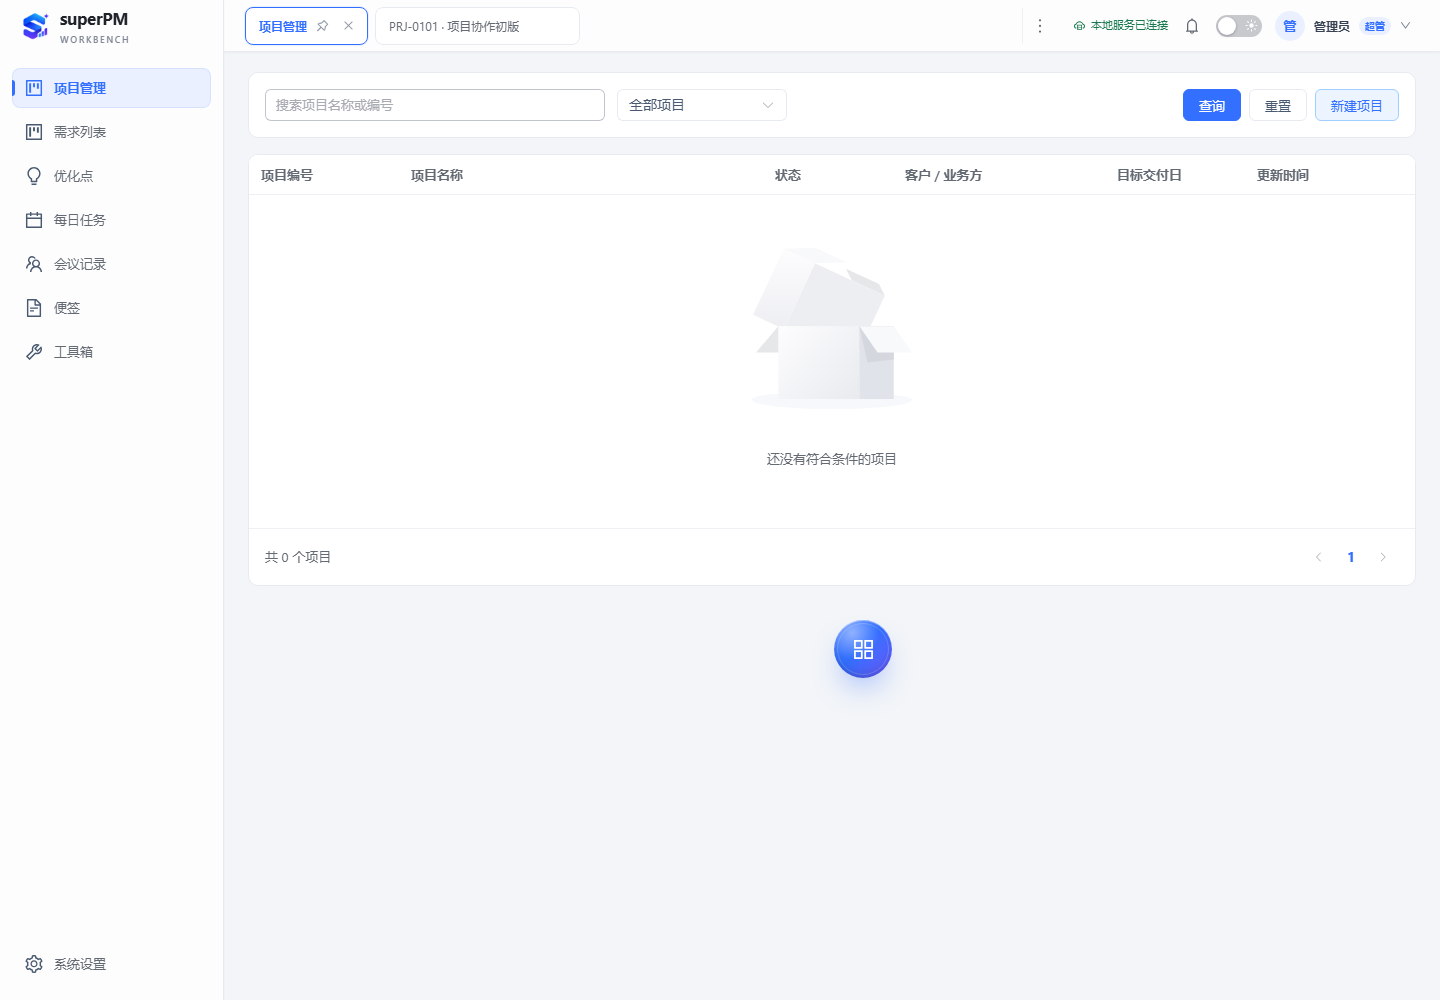 superPM
WORKBENCH
项目管理
需求列表
优化点
每日任务
会议记录
便签
工具箱
系统设置
项目管理
PRJ-0101 · 项目协作初版
本地服务已连接
管
管理员
超管
搜索项目名称或编号
全部项目
查询
重置
新建项目
项目编号 项目名称 状态 客户 / 业务方 目标交付日 更新时间
还没有符合条件的项目
共 0 个项目
1